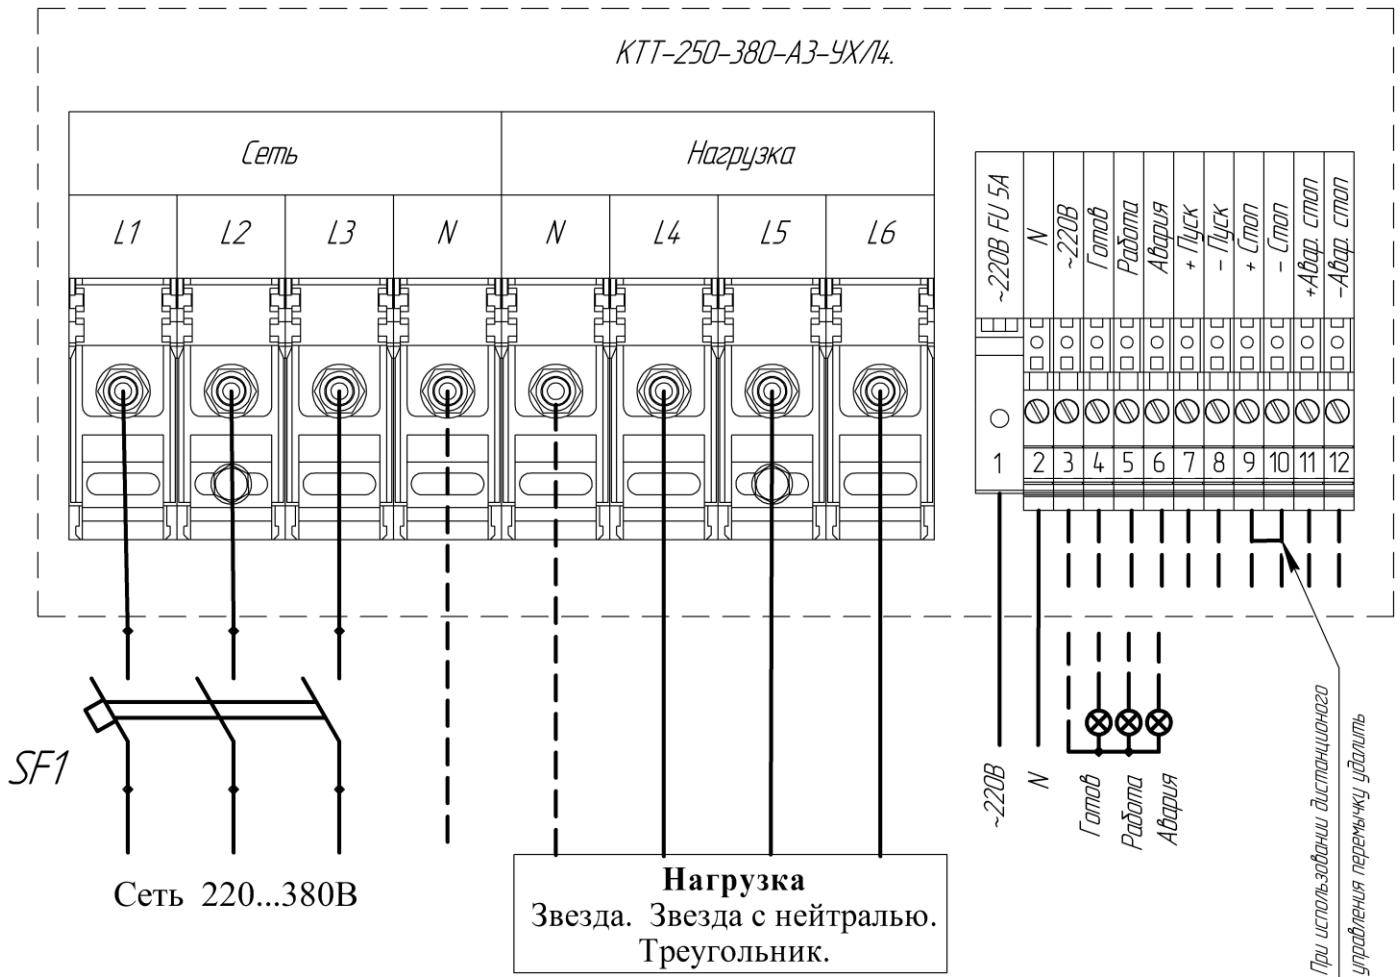 КТТ-250-380-А3-УХЛ4.
Сеть
Нагрузка
L1
L2
L3
N
N
L4
L5
L6
~220В FU 5А
N
~220В
Готов
Работа
Авария
+ Пуск
- Пуск
+ Стоп
- Стоп
+Авар. стоп
-Авар. стоп
1
2
3
4
5
6
7
8
9
10
11
12
SF1
~220В
N
Готов
Работа
Авария
При использовании дистанционого
управления перемычку удалить
Сеть 220...380В
Нагрузка
Звезда. Звезда с нейтралью.
Треугольник.